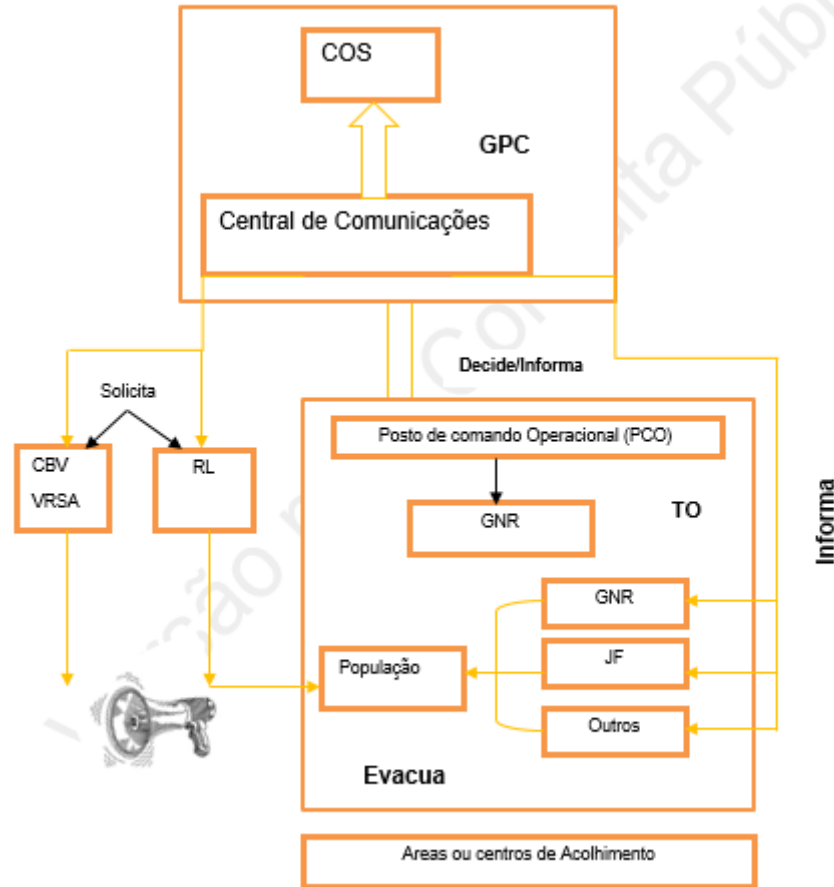 COS
GPC
Central de Comunicações
Decide/Informa
Solicita
Posto de comando Operacional (PCO)
CBV
VRSA
RL
GNR
TO
Informa
GNR
População
JF
Outros
Evacua
Areas ou centros de Acolhimento